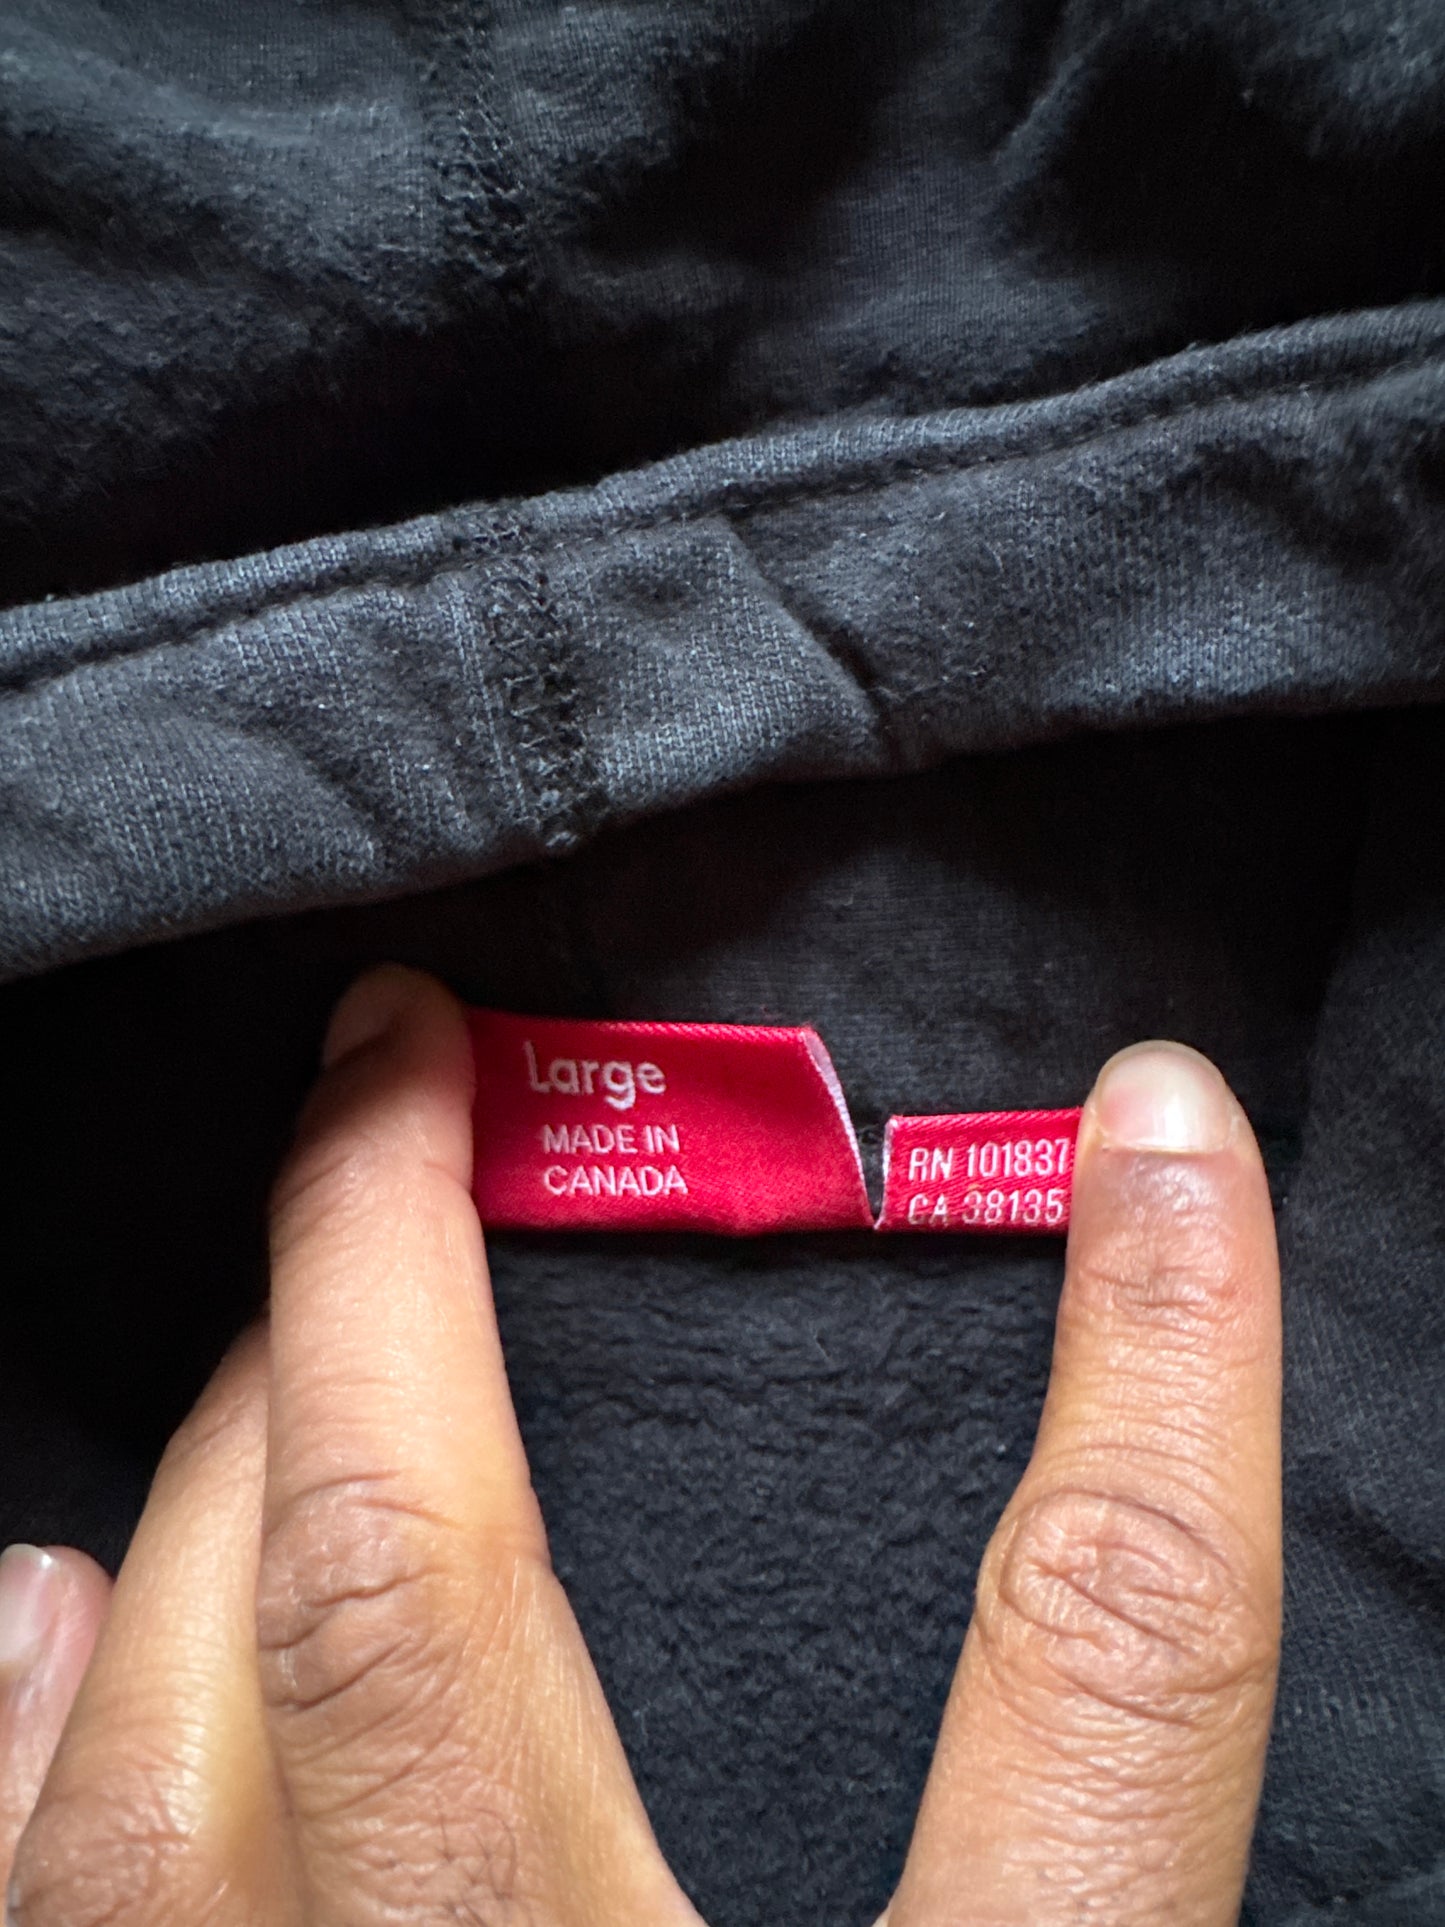 Large
MADE IN
CANADA
RN 101837
CA 38135